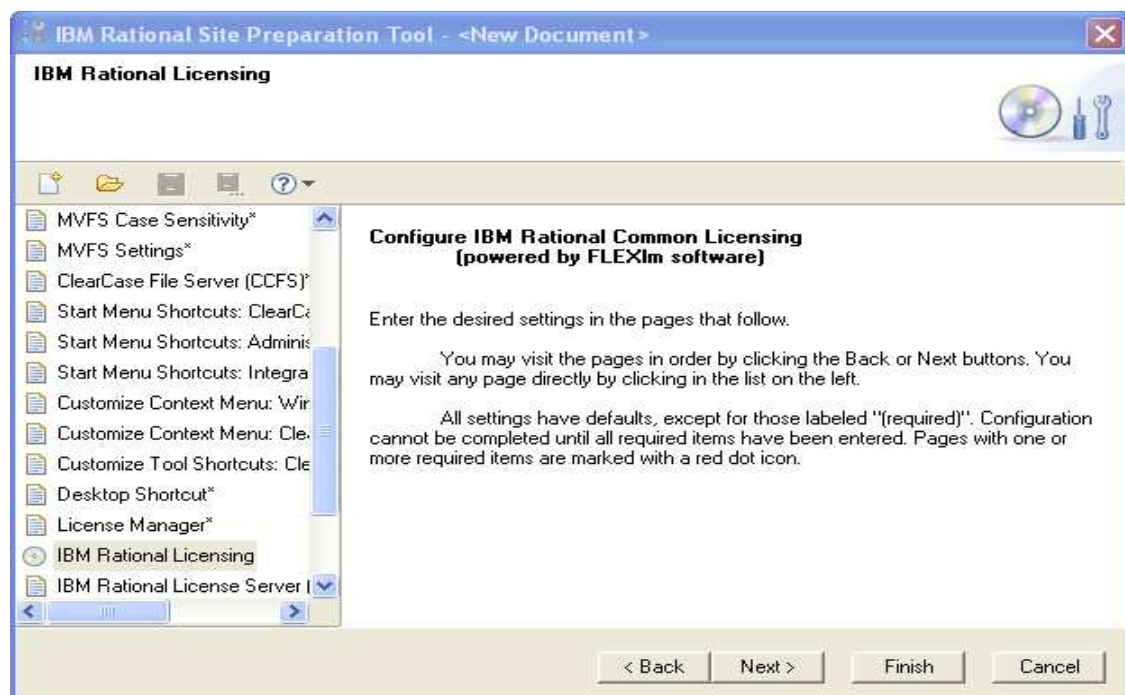 IBM Rational Site Preparation Tool - <New Document>
IBM Rational Licensing
MVFS Case Sensitivity*
MVFS Settings*
ClearCase File Server (CCFS)*
Start Menu Shortcuts: ClearCa
Start Menu Shortcuts: Adminis
Start Menu Shortcuts: Integra
Customize Context Menu: Wir
Customize Context Menu: Cle
Customize Tool Shortcuts: Cle
Desktop Shortcut*
License Manager*
IBM Rational Licensing
IBM Rational License Server
Configure IBM Rational Common Licensing
(powered by FLEXlm software)
Enter the desired settings in the pages that follow.
You may visit the pages in order by clicking the Back or Next buttons. You
may visit any page directly by clicking in the list on the left.
All settings have defaults, except for those labeled "(required)". Configuration
cannot be completed until all required items have been entered. Pages with one or
more required items are marked with a red dot icon.
< Back
Next >
Finish
Cancel